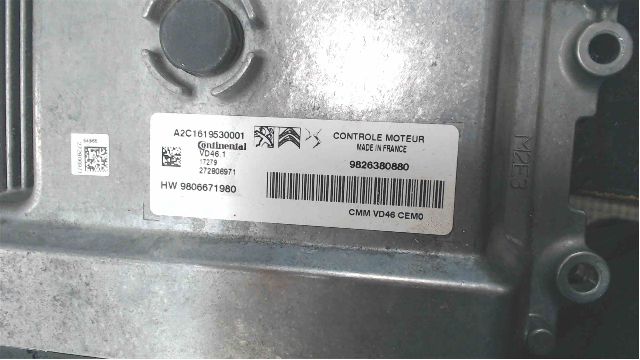 A2C1619530001
Continental
VD46.1
17279
272806971
HW 9806671980
CONTROLE MOTEUR
MADE IN FRANCE
9826380880
CMM VD46 CEM0
M2E3